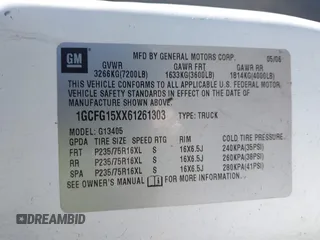 GM
MFD BY GENERAL MOTORS CORP. 05/06
GVWR GAWR FRT GAWR RR
3266KG(7200LB) 1633KG(3600LB) 1814KG(4000LB)
THIS VEHICLE CONFORMS TO ALL APPLICABLE U.S. FEDERAL MOTOR
VEHICLE SAFETY STANDARDS IN EFFECT ON THE DATE OF
MANUFACTURE SHOWN ABOVE.
1GCFG15XX61261303 TYPE: TRUCK
MODEL: G13405
GPDA TIRE SIZE SPEED RTG RIM COLD TIRE PRESSURE
FRT P235/75R16XL S 16X6.5J 240KPA(35PSI)
RR P235/75R16XL S 16X6.5J 260KPA(38PSI)
SPA P235/75R16XL S 16X6.5J 280KPA(41PSI)
SEE OWNER'S MANUAL FOR ADDITIONAL INFORMATION.
DREAMBID